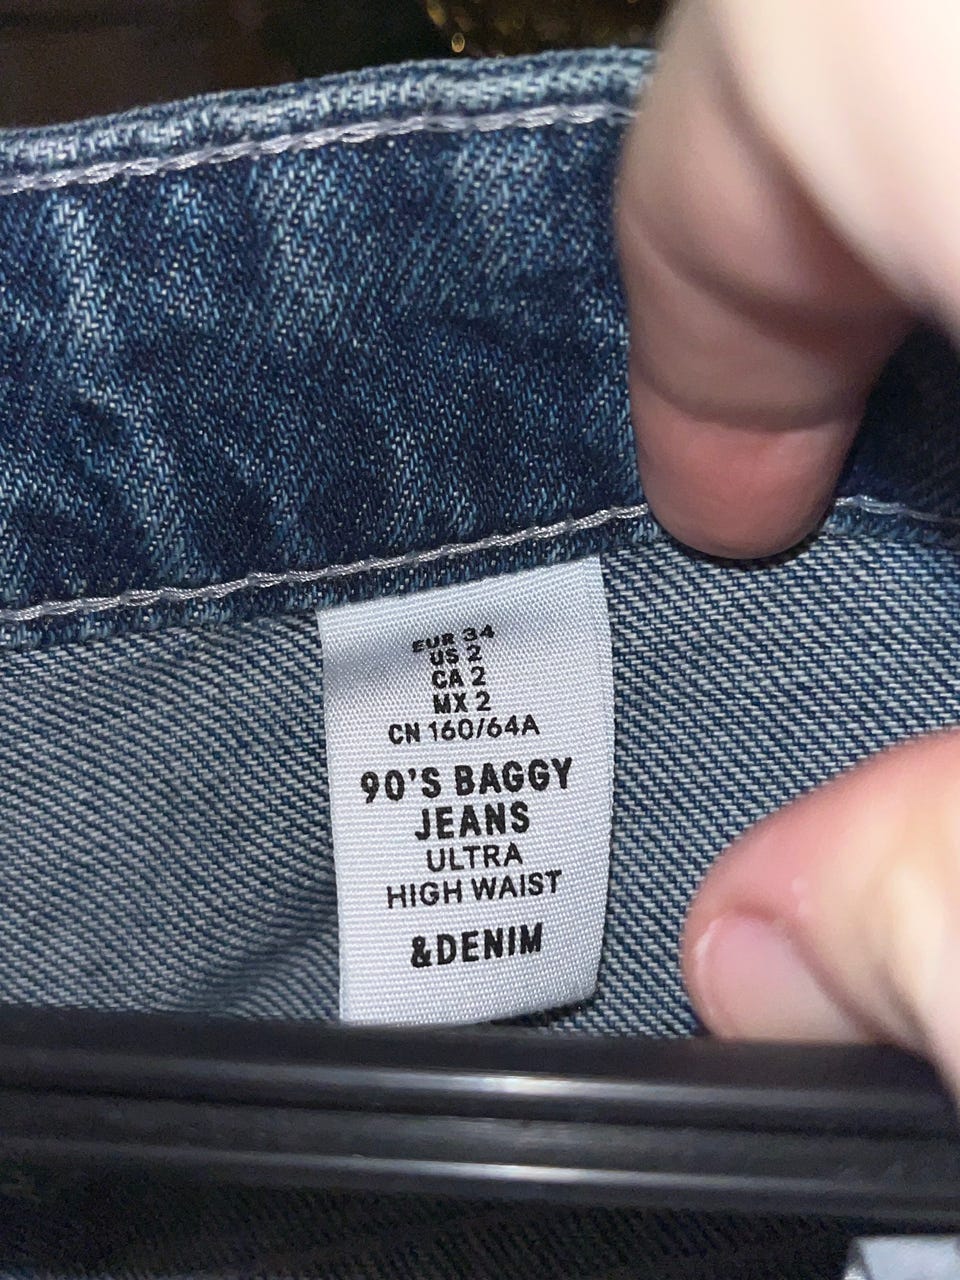 EUR 34
US 2
CA 2
MX 2
CN 160/64A
90'S BAGGY
JEANS
ULTRA
HIGH WAIST
&DENIM